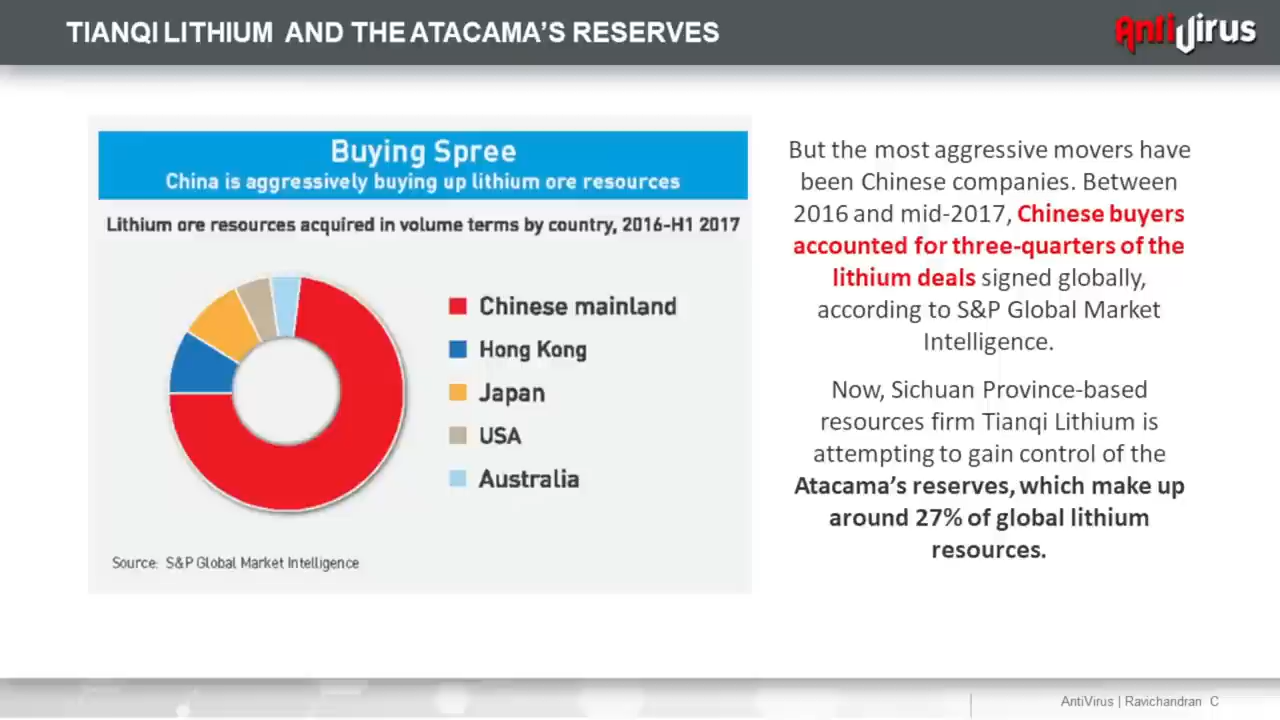 TIANQI LITHIUM AND THE ATACAMA'S RESERVES
AntiVirus
Buying Spree
China is aggressively buying up lithium ore resources
Lithium ore resources acquired in volume terms by country, 2016-H1 2017
Chinese mainland
Hong Kong
Japan
USA
Australia
Source: S&P Global Market Intelligence
But the most aggressive movers have
been Chinese companies. Between
2016 and mid-2017, Chinese buyers
accounted for three-quarters of the
lithium deals signed globally,
according to S&P Global Market
Intelligence.
Now, Sichuan Province-based
resources firm Tianqi Lithium is
attempting to gain control of the
Atacama's reserves, which make up
around 27% of global lithium
resources.
AntiVirus | Ravichandran C